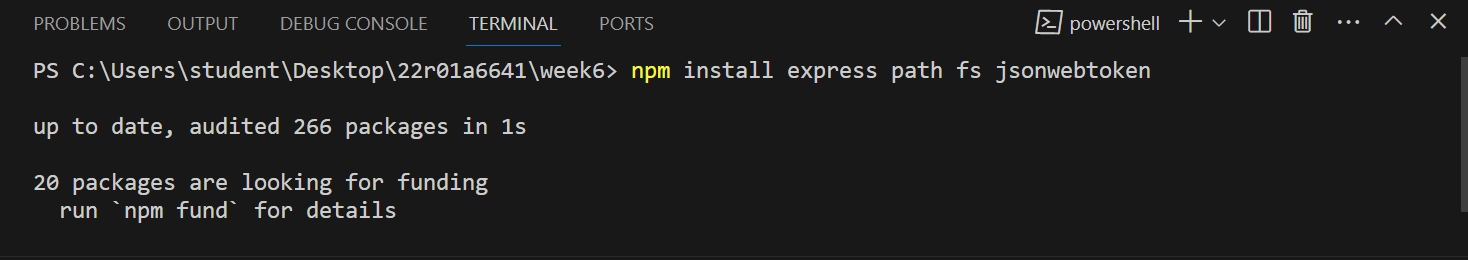 PROBLEMS OUTPUT DEBUG CONSOLE TERMINAL PORTS powershell
PS C:\Users\student\Desktop\22r01a6641\week6> npm install express path fs jsonwebtoken
up to date, audited 266 packages in 1s
20 packages are looking for funding
  run `npm fund` for details